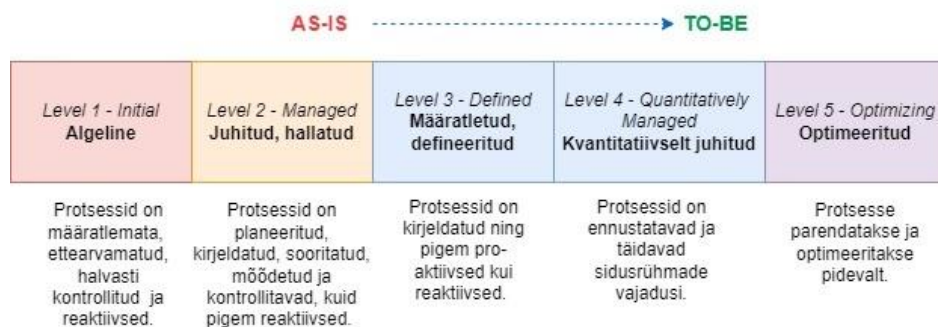 AS-IS TO-BE
Level 1 - Initial
Algeline
Level 2 - Managed
Juhitud, hallatud
Level 3 - Defined
Määratletud,
defineeritud
Level 4 - Quantitatively
Managed
Kvantitatiivselt juhitud
Level 5 - Optimizing
Optimeeritud
Protsessid on
määratlemata,
ettearvamatud,
halvasti
kontrollitud ja
reaktiivsed.
Protsessid on
planeeritud,
kirjeldatud, sooritatud,
mõõdetud ja
kontrollitavad, kuid
pigem reaktiivsed.
Protsessid on
kirjeldatud ning
pigem pro-
aktiivsed kui
reaktiivsed.
Protsessid on
ennustatavad ja
täidavad
sidusrühmade
vajadusi.
Protsesse
parendatakse ja
optimeeritakse
pidevalt.